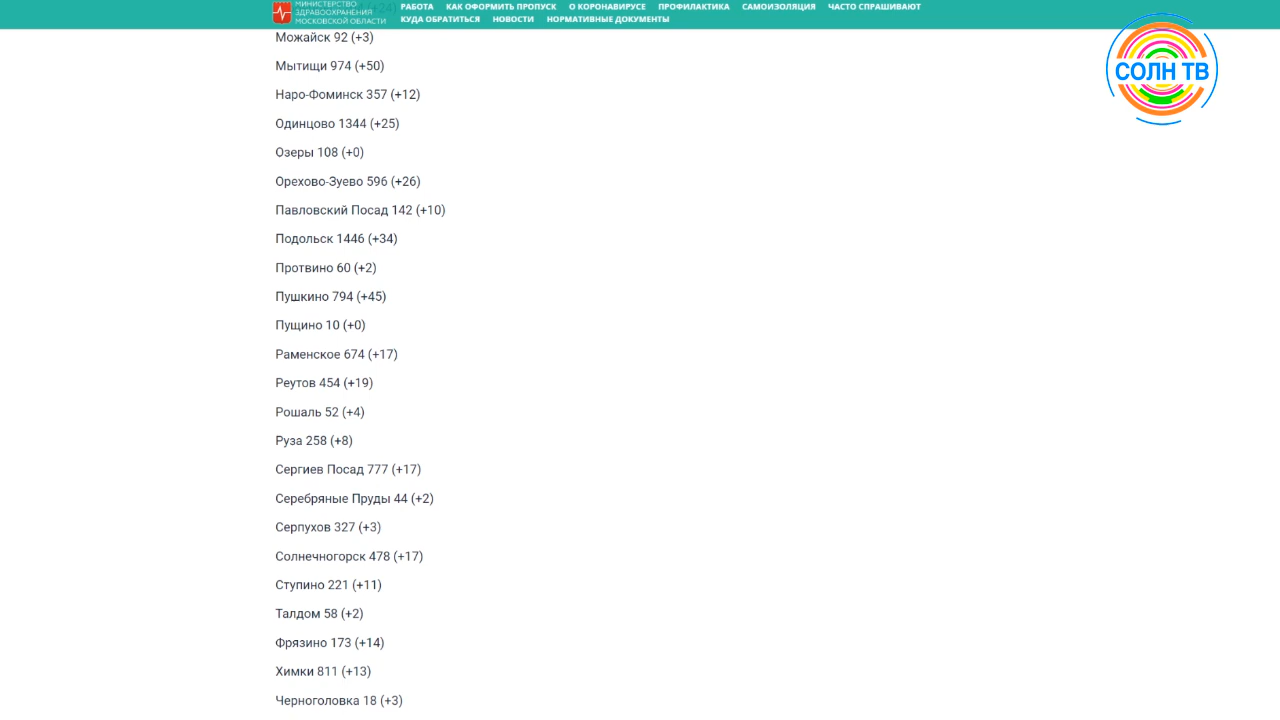 МИНИСТЕРСТВО
ЗДРАВООХРАНЕНИЯ
МОСКОВСКОЙ ОБЛАСТИ
РАБОТА КАК ОФОРМИТЬ ПРОПУСК О КОРОНАВИРУСЕ ПРОФИЛАКТИКА САМОИЗОЛЯЦИЯ ЧАСТО СПРАШИВАЮТ
КУДА ОБРАТИТЬСЯ НОВОСТИ НОРМАТИВНЫЕ ДОКУМЕНТЫ
СОЛН ТВ
Можайск 92 (+3)
Мытищи 974 (+50)
Наро-Фоминск 357 (+12)
Одинцово 1344 (+25)
Озеры 108 (+0)
Орехово-Зуево 596 (+26)
Павловский Посад 142 (+10)
Подольск 1446 (+34)
Протвино 60 (+2)
Пушкино 794 (+45)
Пущино 10 (+0)
Раменское 674 (+17)
Реутов 454 (+19)
Рошаль 52 (+4)
Руза 258 (+8)
Сергиев Посад 777 (+17)
Серебряные Пруды 44 (+2)
Серпухов 327 (+3)
Солнечногорск 478 (+17)
Ступино 221 (+11)
Талдом 58 (+2)
Фрязино 173 (+14)
Химки 811 (+13)
Черноголовка 18 (+3)